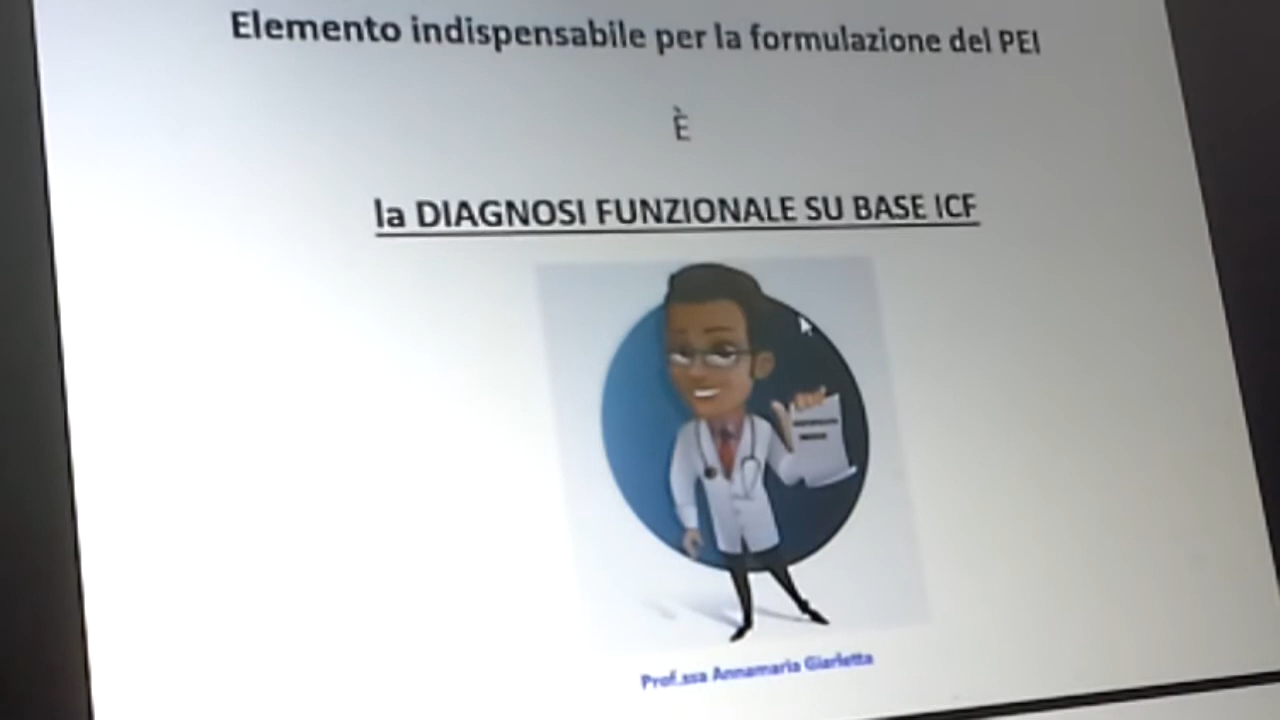 Elemento indispensabile per la formulazione del PEI
È
la DIAGNOSI FUNZIONALE SU BASE ICF
Prof.ssa Annamaria Giarletta